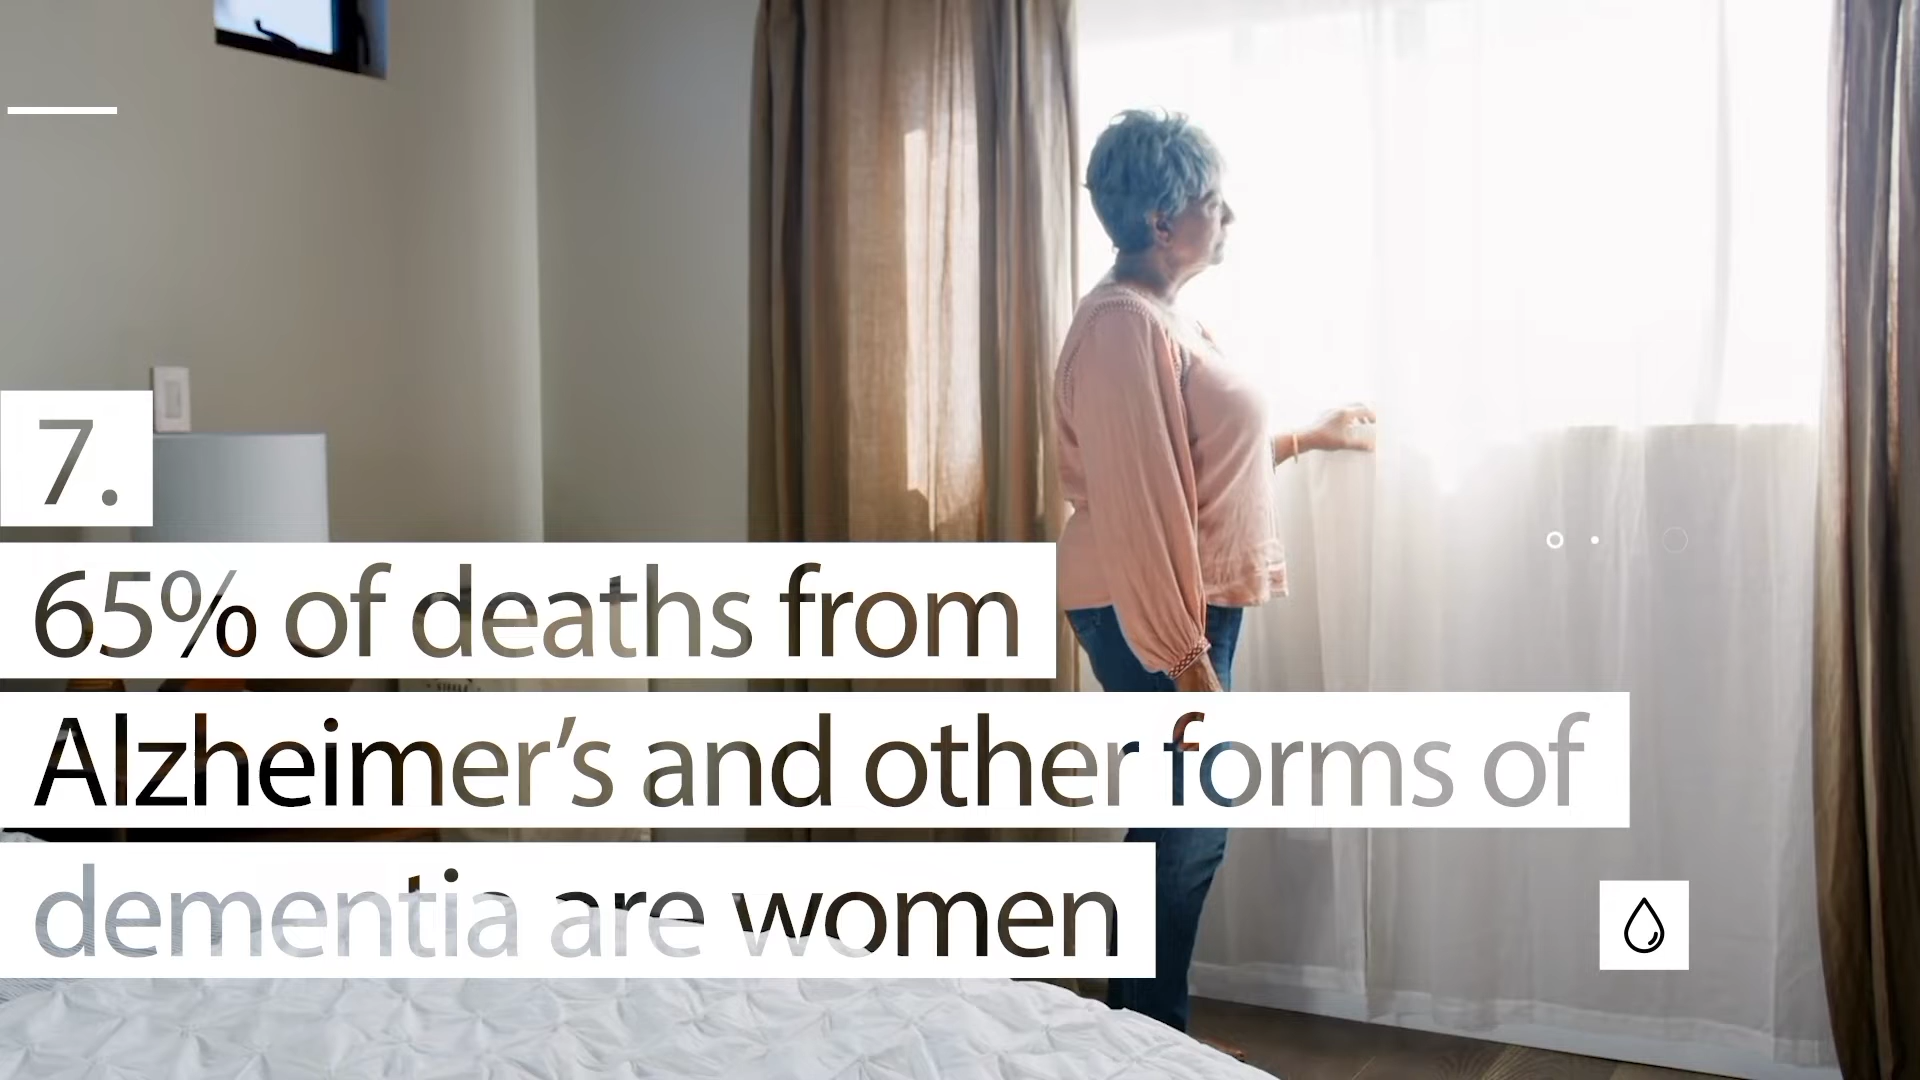 7.
65% of deaths from
Alzheimer’s and other forms of
dementia are women